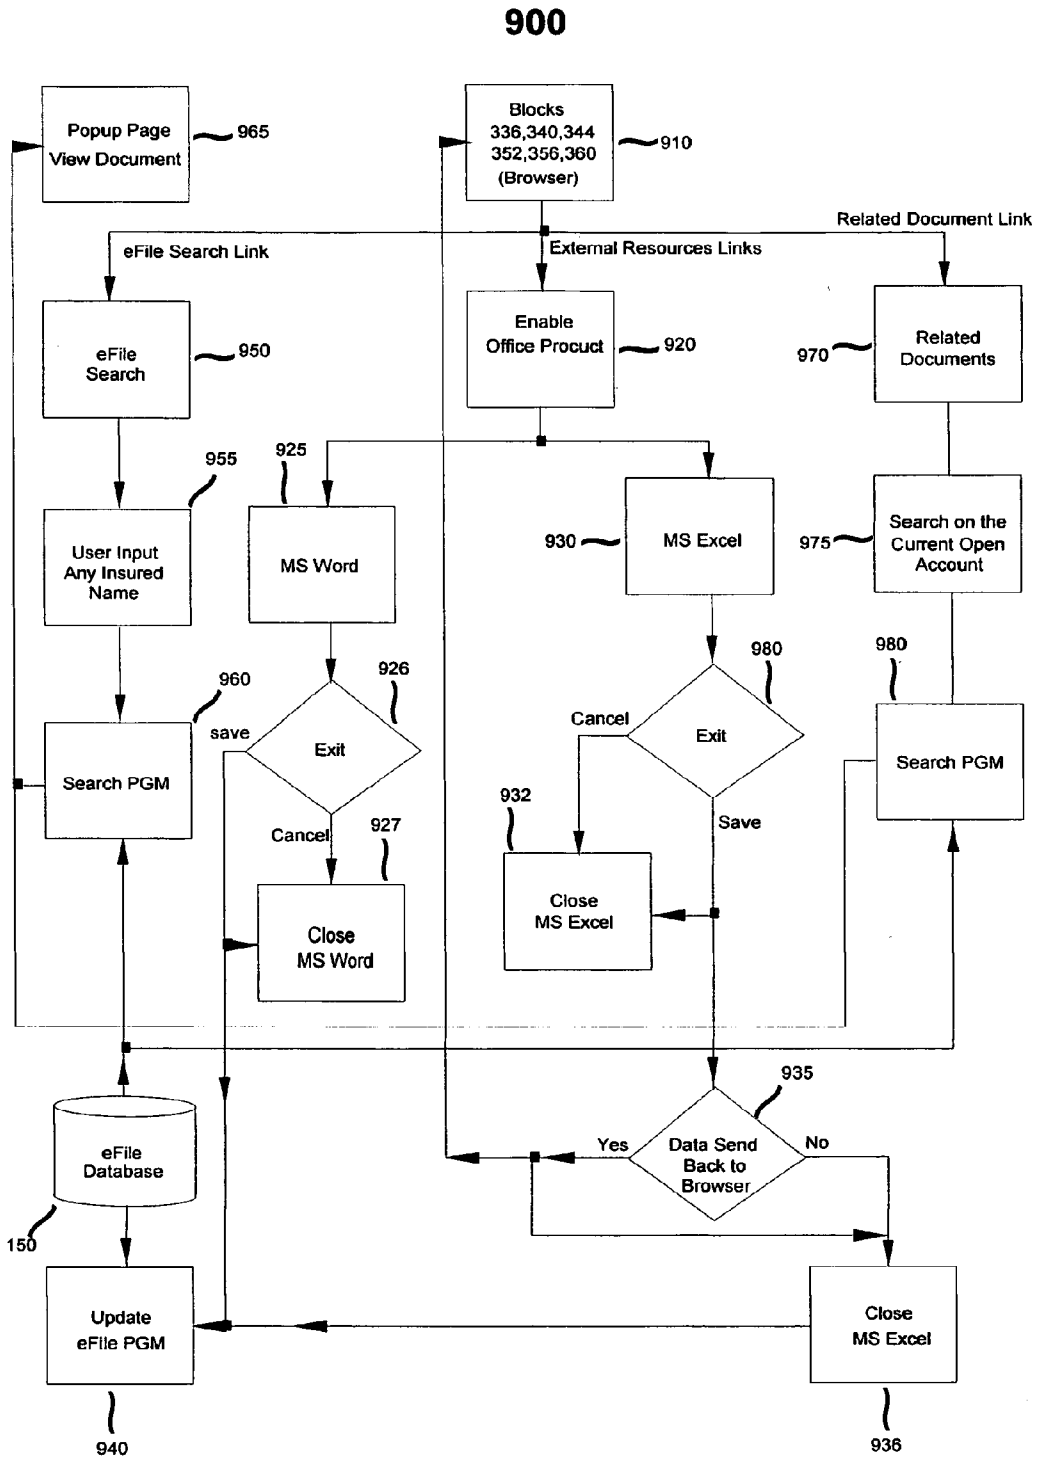 900
Popup Page
View Document
965
Blocks
336,340,344
352,356,360
(Browser)
910
Related Document Link
eFile Search Link
External Resources Links
eFile
Search
950
Enable
Office Procuct
920
970
Related
Documents
955
925
User Input
Any Insured
Name
MS Word
930
MS Excel
975
Search on the
Current Open
Account
960
926
980
980
save
Exit
Cancel
Exit
Search PGM
Search PGM
Cancel
927
932
Save
Close
MS Word
Close
MS Excel
935
eFile
Database
150
Yes
Data Send
Back to
Browser
No
Update
eFile PGM
Close
MS Excel
940
936